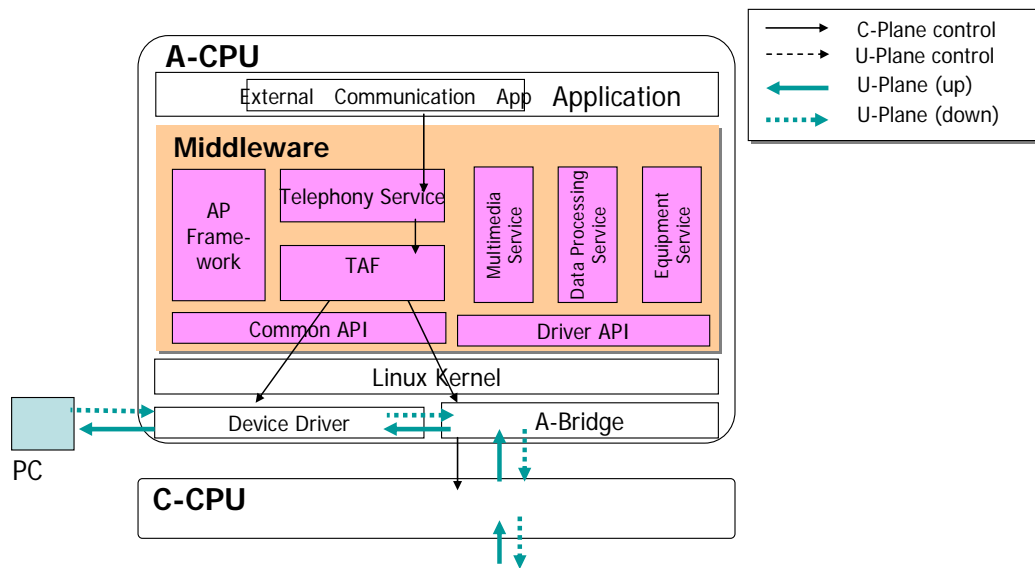 C-Plane control
U-Plane control
U-Plane (up)
U-Plane (down)
A-CPU
External Communication App Application
Middleware
AP
Frame-
work
Telephony Service
TAF
Multimedia
Service
Data Processing
Service
Equipment
Service
Common API
Driver API
Linux Kernel
Device Driver
A-Bridge
PC
C-CPU